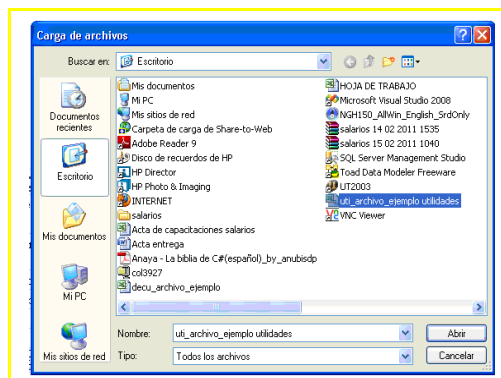 Carga de archivos
Buscar en: Escritorio
Documentos recientes
Escritorio
Mis documentos
Mi PC
Mis sitios de red
Mis documentos
Mi PC
Mis sitios de red
Carpeta de carga de Share-to-Web
Adobe Reader 9
Disco de recuerdos de HP
HP Director
HP Photo & Imaging
INTERNET
salarios
Acta de capacitaciones salarios
Acta entrega
Anaya - La biblia de C#(español)_by_anubisdp
col3927
decu_archivo_ejemplo
HOJA DE TRABAJO
Microsoft Visual Studio 2008
NGH150_AllWin_English_SrdOnly
salarios 14 02 2011 1535
salarios 15 02 2011 1040
SQL Server Management Studio
Toad Data Modeler Freeware
UT2003
uti_archivo_ejemplo utilidades
VNC Viewer
Nombre: uti_archivo_ejemplo utilidades Abrir
Tipo: Todos los archivos Cancelar